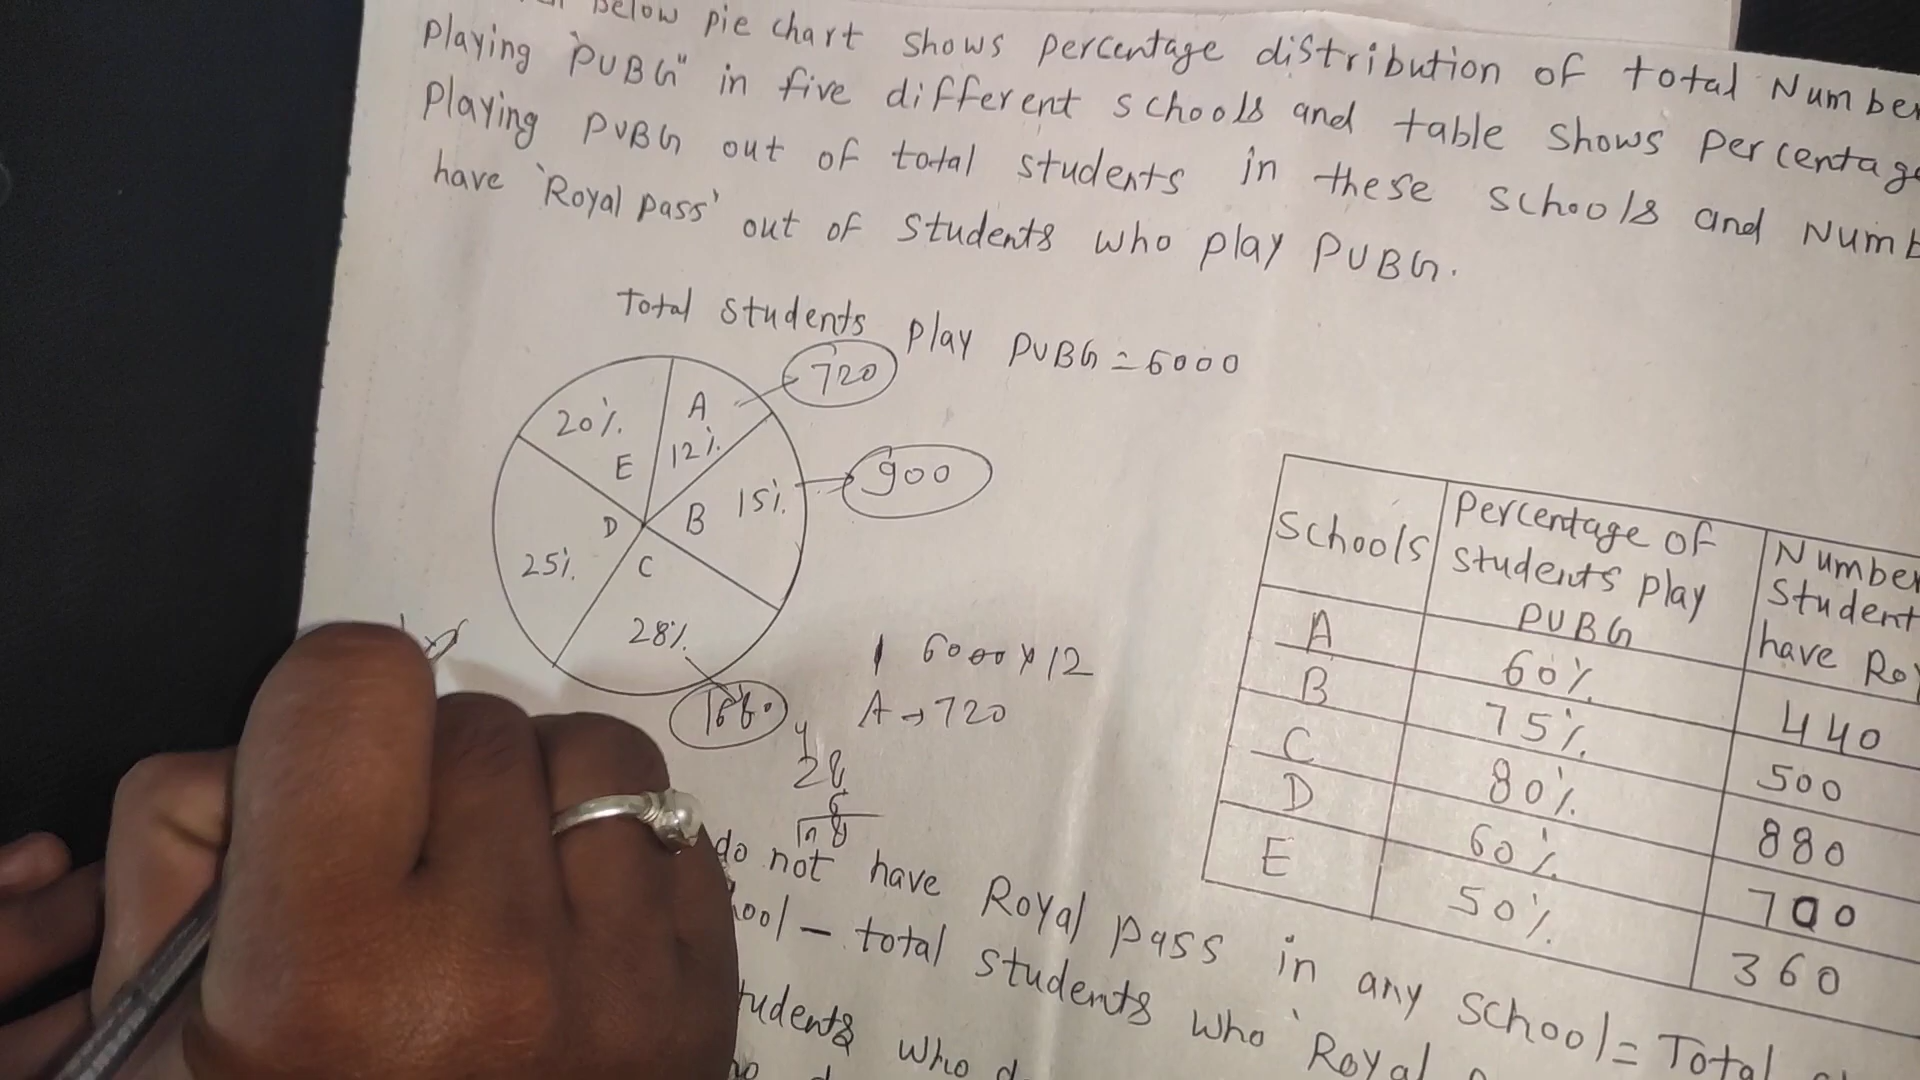 Below pie chart shows percentage distribution of total Number
playing "PUBG" in five different schools and table shows percentage
playing PUBG out of total students in these schools and Numb
have 'Royal pass' out of students who play PUBG.
Total students play PUBG = 6000
720
20%
A
12%
E
900
15%
B
D
25%
C
28%
6000 x 12
A → 720
28
6
Schools
Percentage of
students play
PUBG
Number
Student
have Roy
A 60% 440
B 75% 500
C 80% 880
D 60% 700
E 50% 360
do not have Royal pass in any school = Total
hool - total students who 'Royal
tudents who d